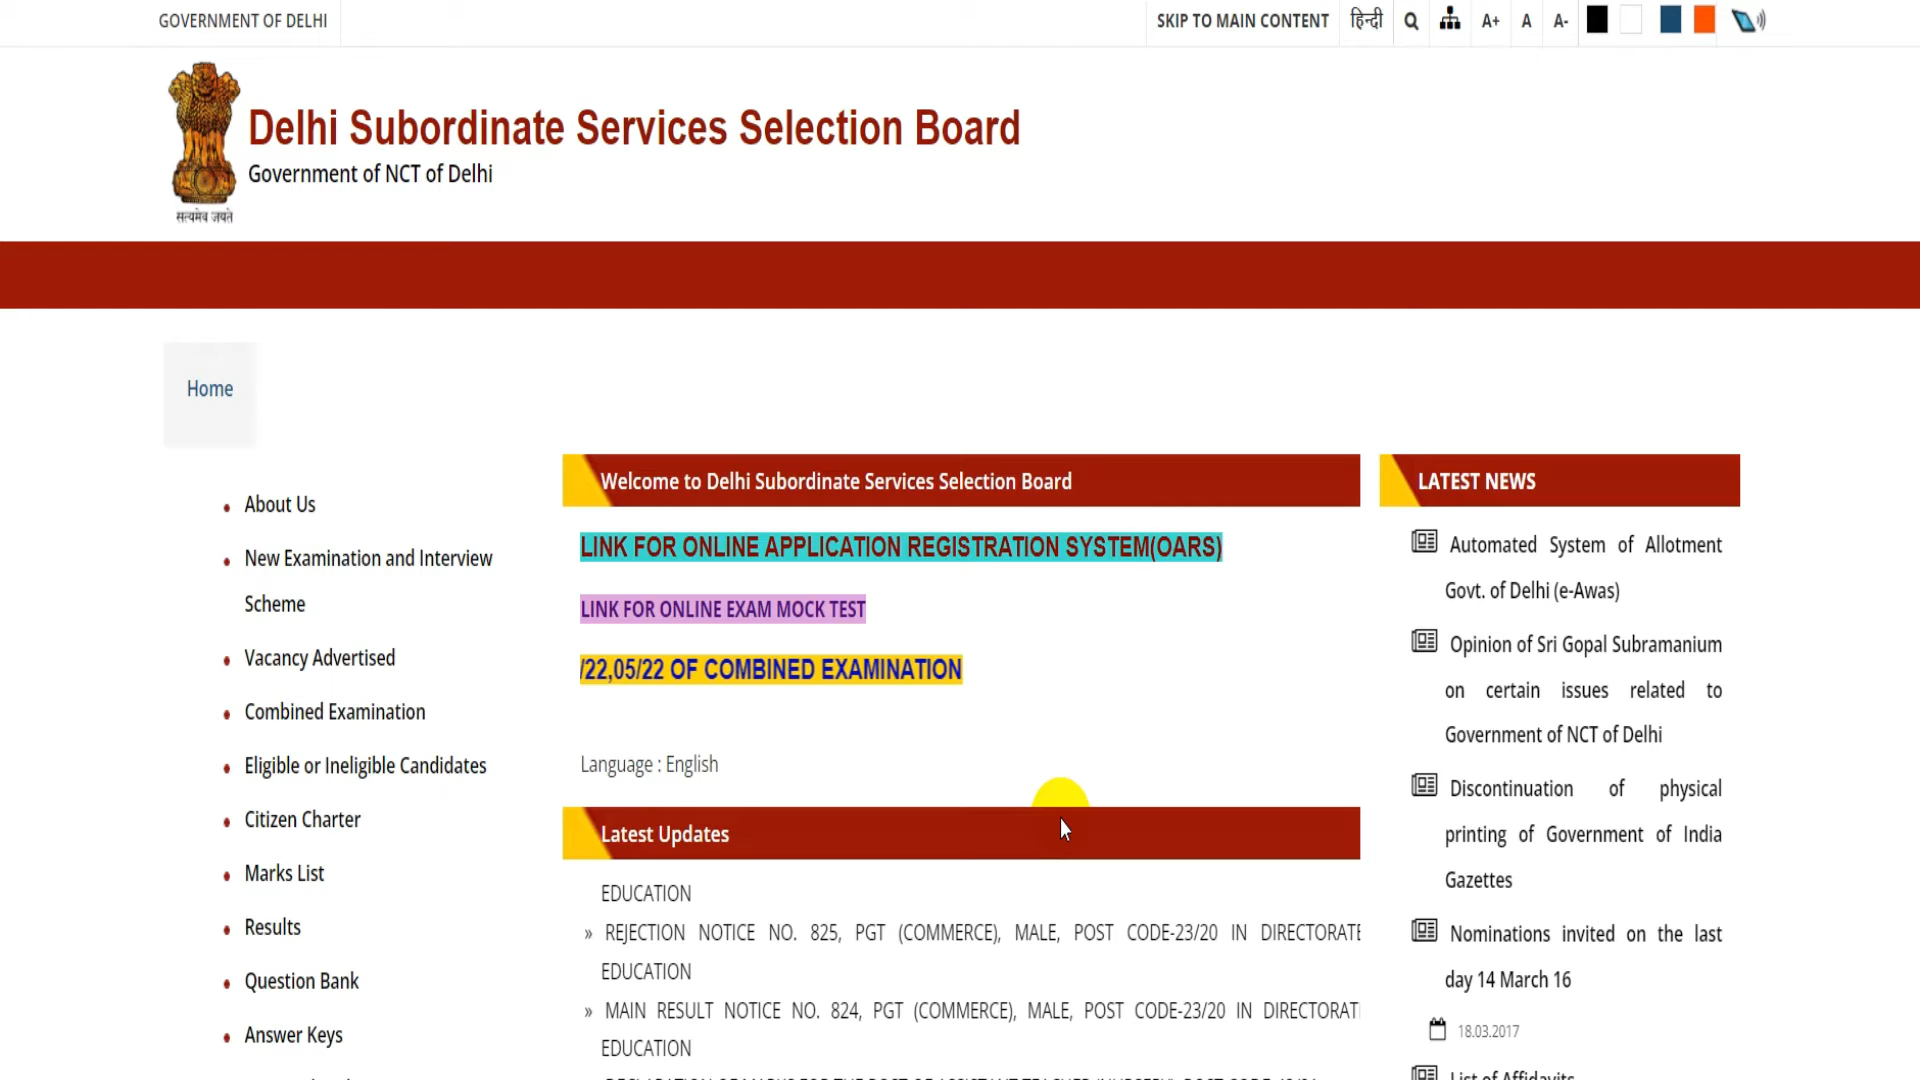 GOVERNMENT OF DELHI
SKIP TO MAIN CONTENT
हिन्दी
A+
A
A-
Delhi Subordinate Services Selection Board
Government of NCT of Delhi
सत्यमेव जयते
Home
About Us
New Examination and Interview
Scheme
Vacancy Advertised
Combined Examination
Eligible or Ineligible Candidates
Citizen Charter
Marks List
Results
Question Bank
Answer Keys
Welcome to Delhi Subordinate Services Selection Board
LINK FOR ONLINE APPLICATION REGISTRATION SYSTEM(OARS)
LINK FOR ONLINE EXAM MOCK TEST
/22,05/22 OF COMBINED EXAMINATION
Language : English
Latest Updates
EDUCATION
» REJECTION NOTICE NO. 825, PGT (COMMERCE), MALE, POST CODE-23/20 IN DIRECTORATE
EDUCATION
» MAIN RESULT NOTICE NO. 824, PGT (COMMERCE), MALE, POST CODE-23/20 IN DIRECTORATE
EDUCATION
LATEST NEWS
Automated System of Allotment
Govt. of Delhi (e-Awas)
Opinion of Sri Gopal Subramanium
on certain issues related to
Government of NCT of Delhi
Discontinuation of physical
printing of Government of India
Gazettes
Nominations invited on the last
day 14 March 16
18.03.2017
List of Affidavits